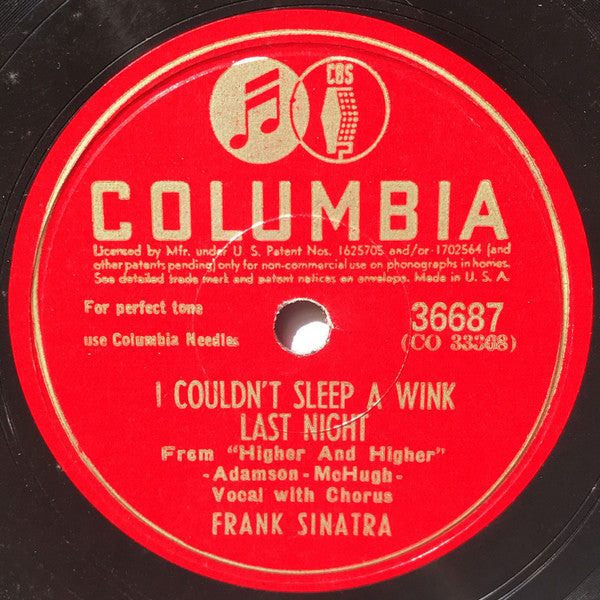 CBS
COLUMBIA
Licensed by Mfr. under U. S. Patent Nos. 1625705 and/or 1702564 (and
other patents pending) only for non-commercial use on phonographs in homes.
See detailed trade mark and patent notices on envelope. Made in U. S. A.
For perfect tone
use Columbia Needles
36687
(CO 33368)
I COULDN'T SLEEP A WINK
LAST NIGHT
From "Higher And Higher"
-Adamson-McHugh-
Vocal with Chorus
FRANK SINATRA